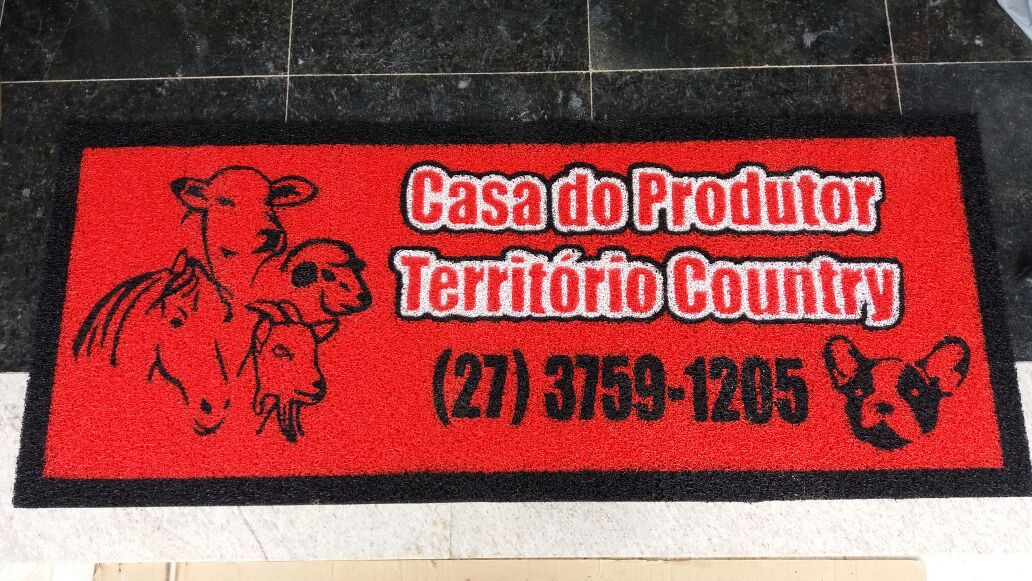 Casa do Produtor
Território Country
(27) 3759-1205